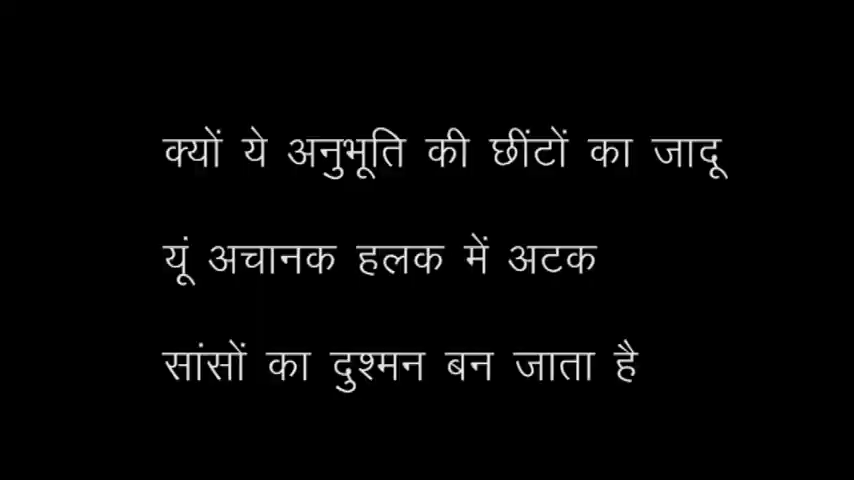 क्यों ये अनुभूति की छींटों का जादू
यूं अचानक हलक में अटक
सांसों का दुश्मन बन जाता है